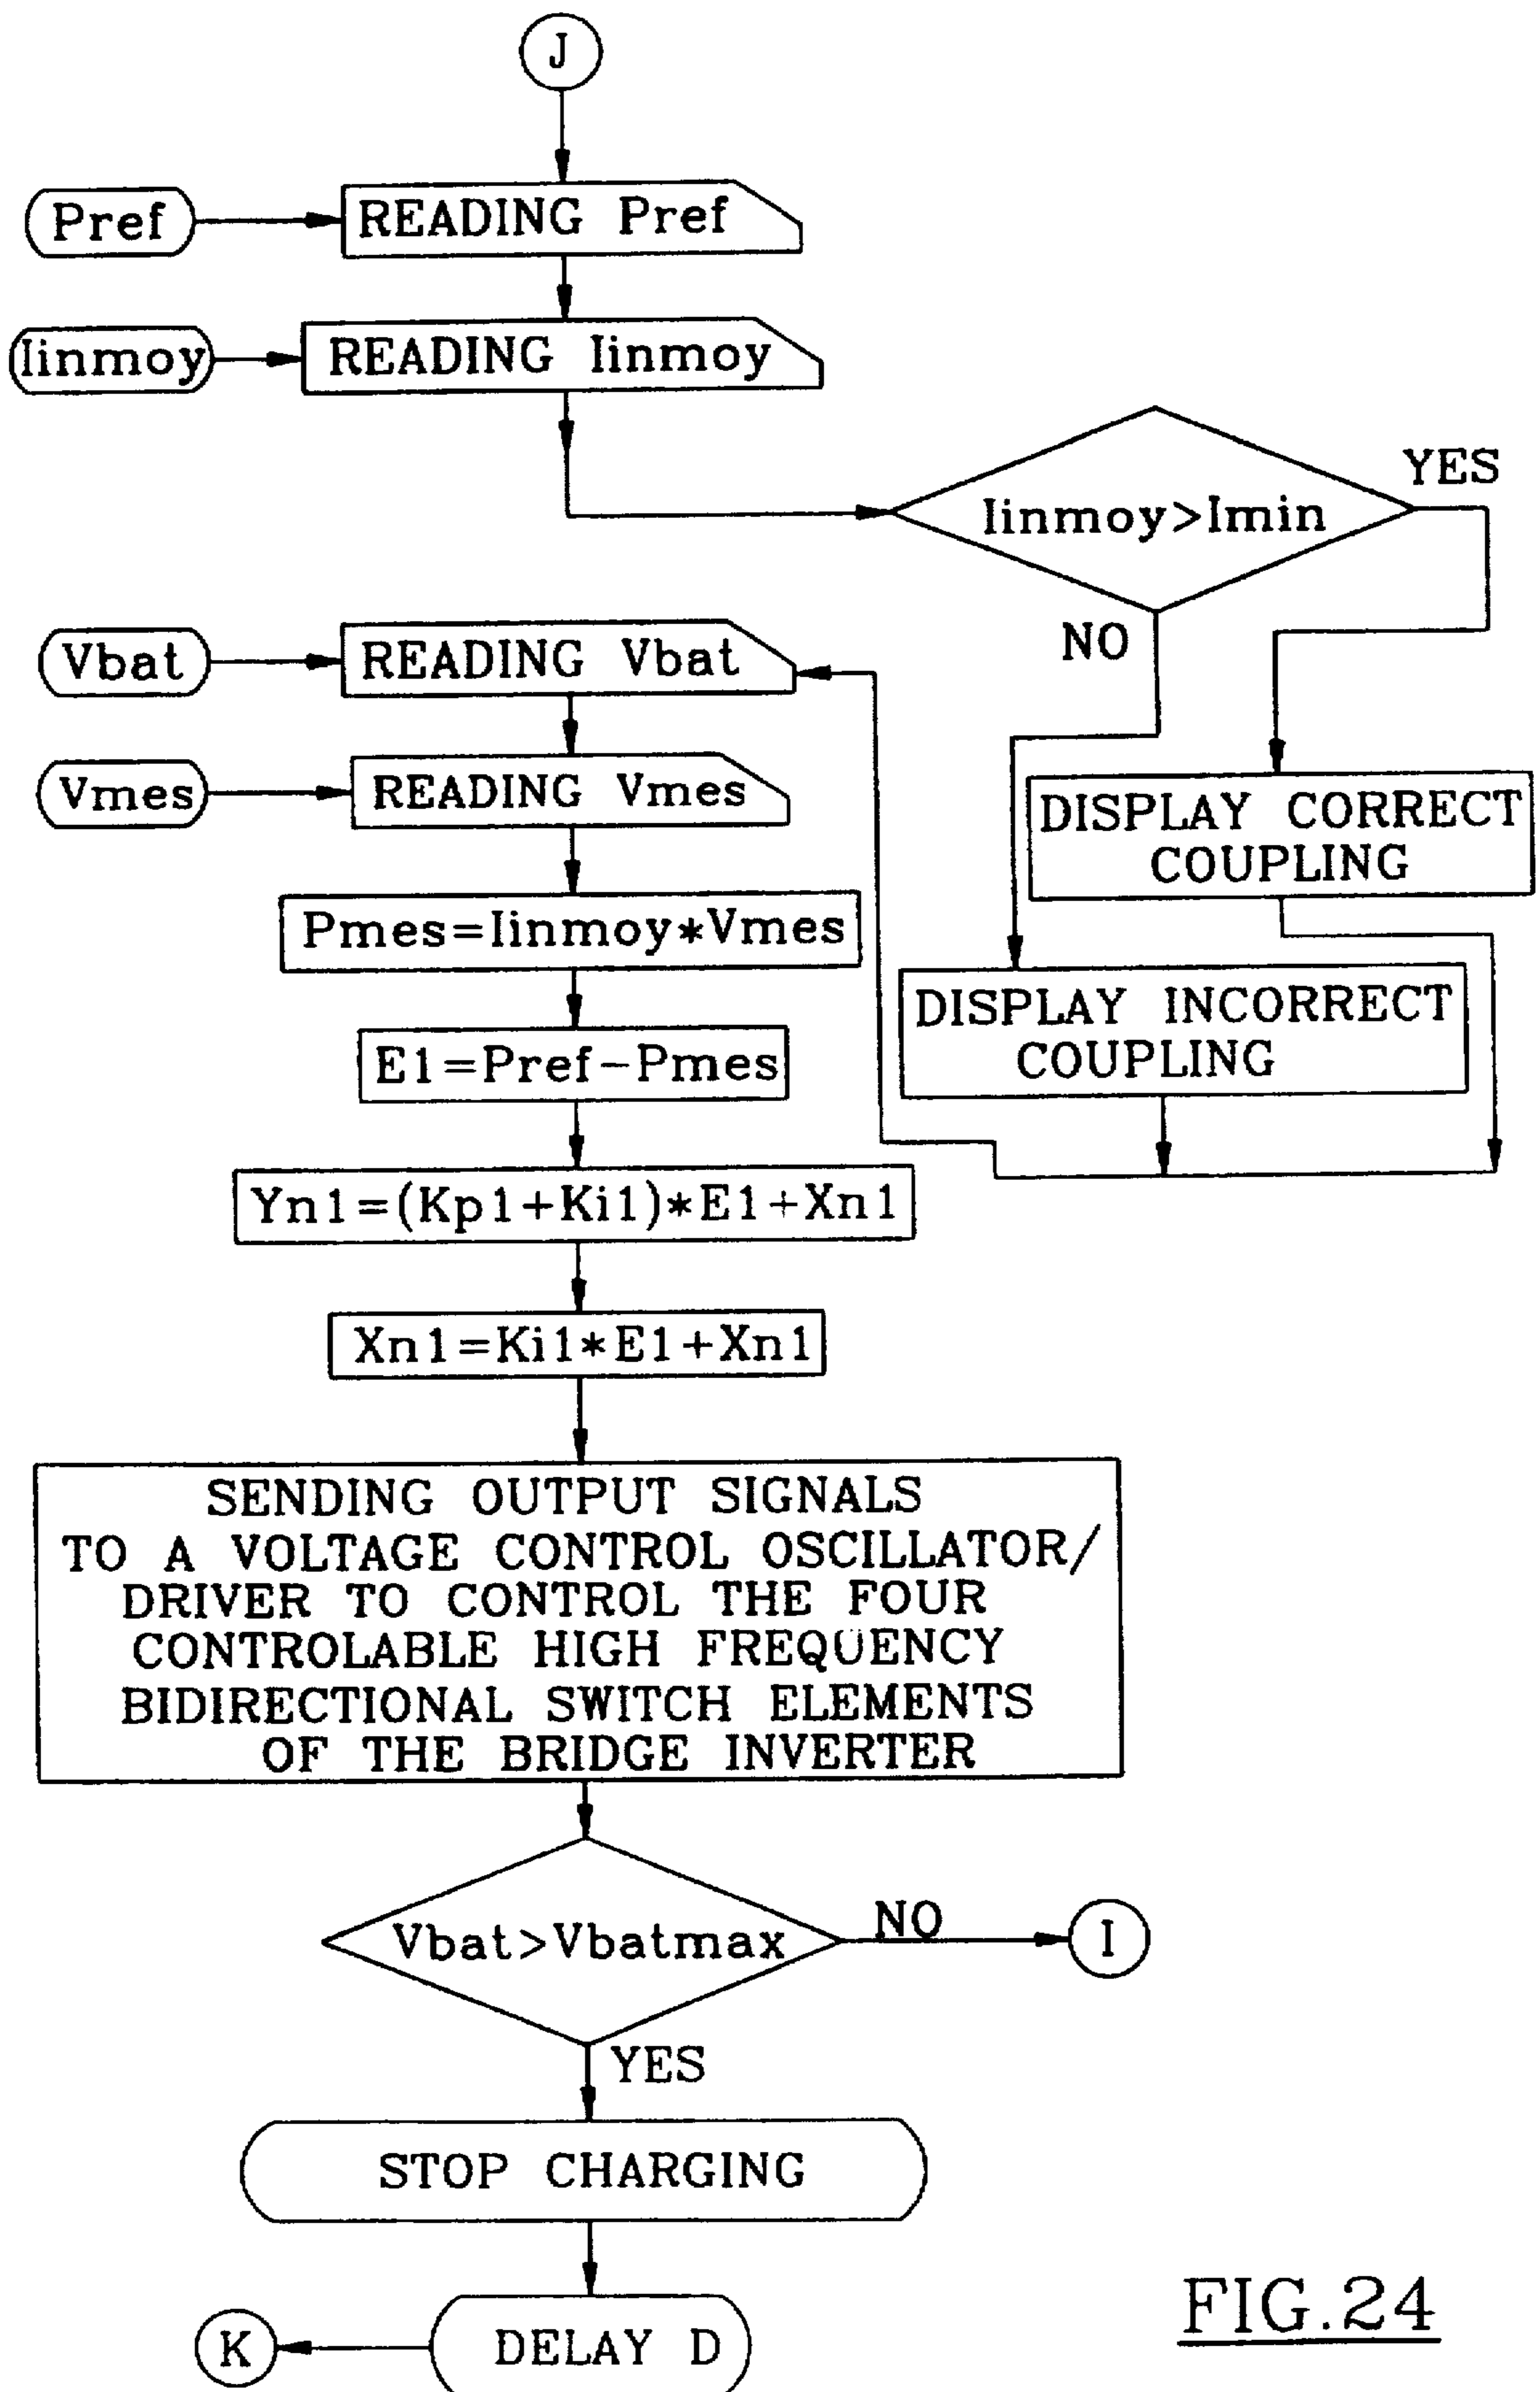 J
Pref
READING Pref
Iinmoy
READING Iinmoy
Iinmoy>Imin
YES
NO
Vbat
READING Vbat
Vmes
READING Vmes
DISPLAY CORRECT
COUPLING
Pmes=Iinmoy*Vmes
DISPLAY INCORRECT
COUPLING
E1=Pref-Pmes
Yn1=(Kp1+Ki1)*E1+Xn1
Xn1=Ki1*E1+Xn1
SENDING OUTPUT SIGNALS
TO A VOLTAGE CONTROL OSCILLATOR/
DRIVER TO CONTROL THE FOUR
CONTROLABLE HIGH FREQUENCY
BIDIRECTIONAL SWITCH ELEMENTS
OF THE BRIDGE INVERTER
Vbat>Vbatmax
NO
I
YES
STOP CHARGING
K
DELAY D
FIG.24